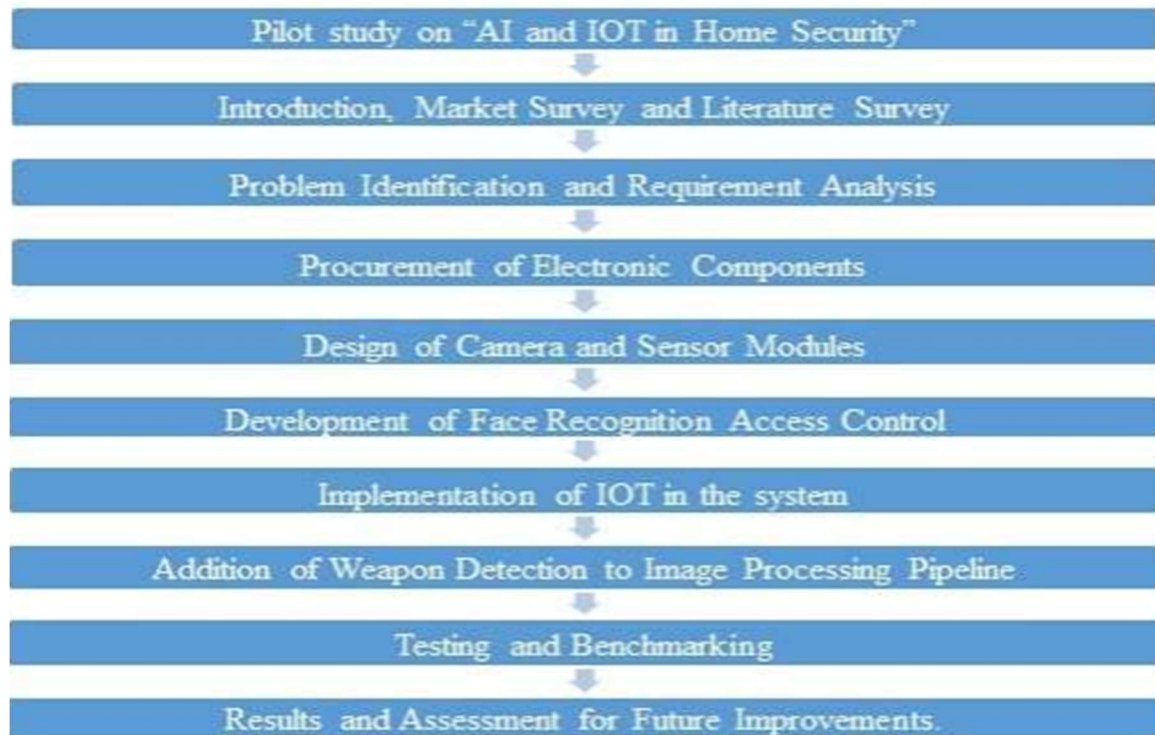 Pilot study on “AI and IOT in Home Security”
Introduction, Market Survey and Literature Survey
Problem Identification and Requirement Analysis
Procurement of Electronic Components
Design of Camera and Sensor Modules
Development of Face Recognition Access Control
Implementation of IOT in the system
Addition of Weapon Detection to Image Processing Pipeline
Testing and Benchmarking
Results and Assessment for Future Improvements.